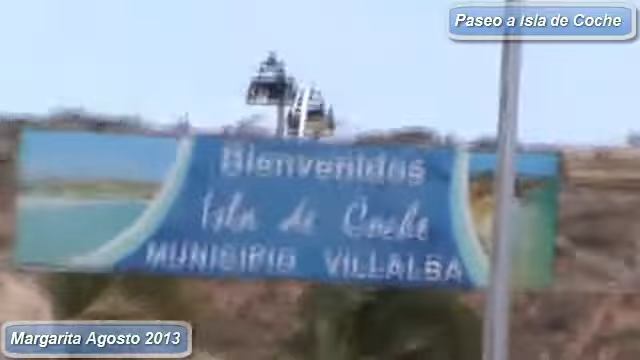 Paseo a Isla de Coche
Bienvenidos
Isla de Coche
MUNICIPIO VILLALBA
Margarita Agosto 2013